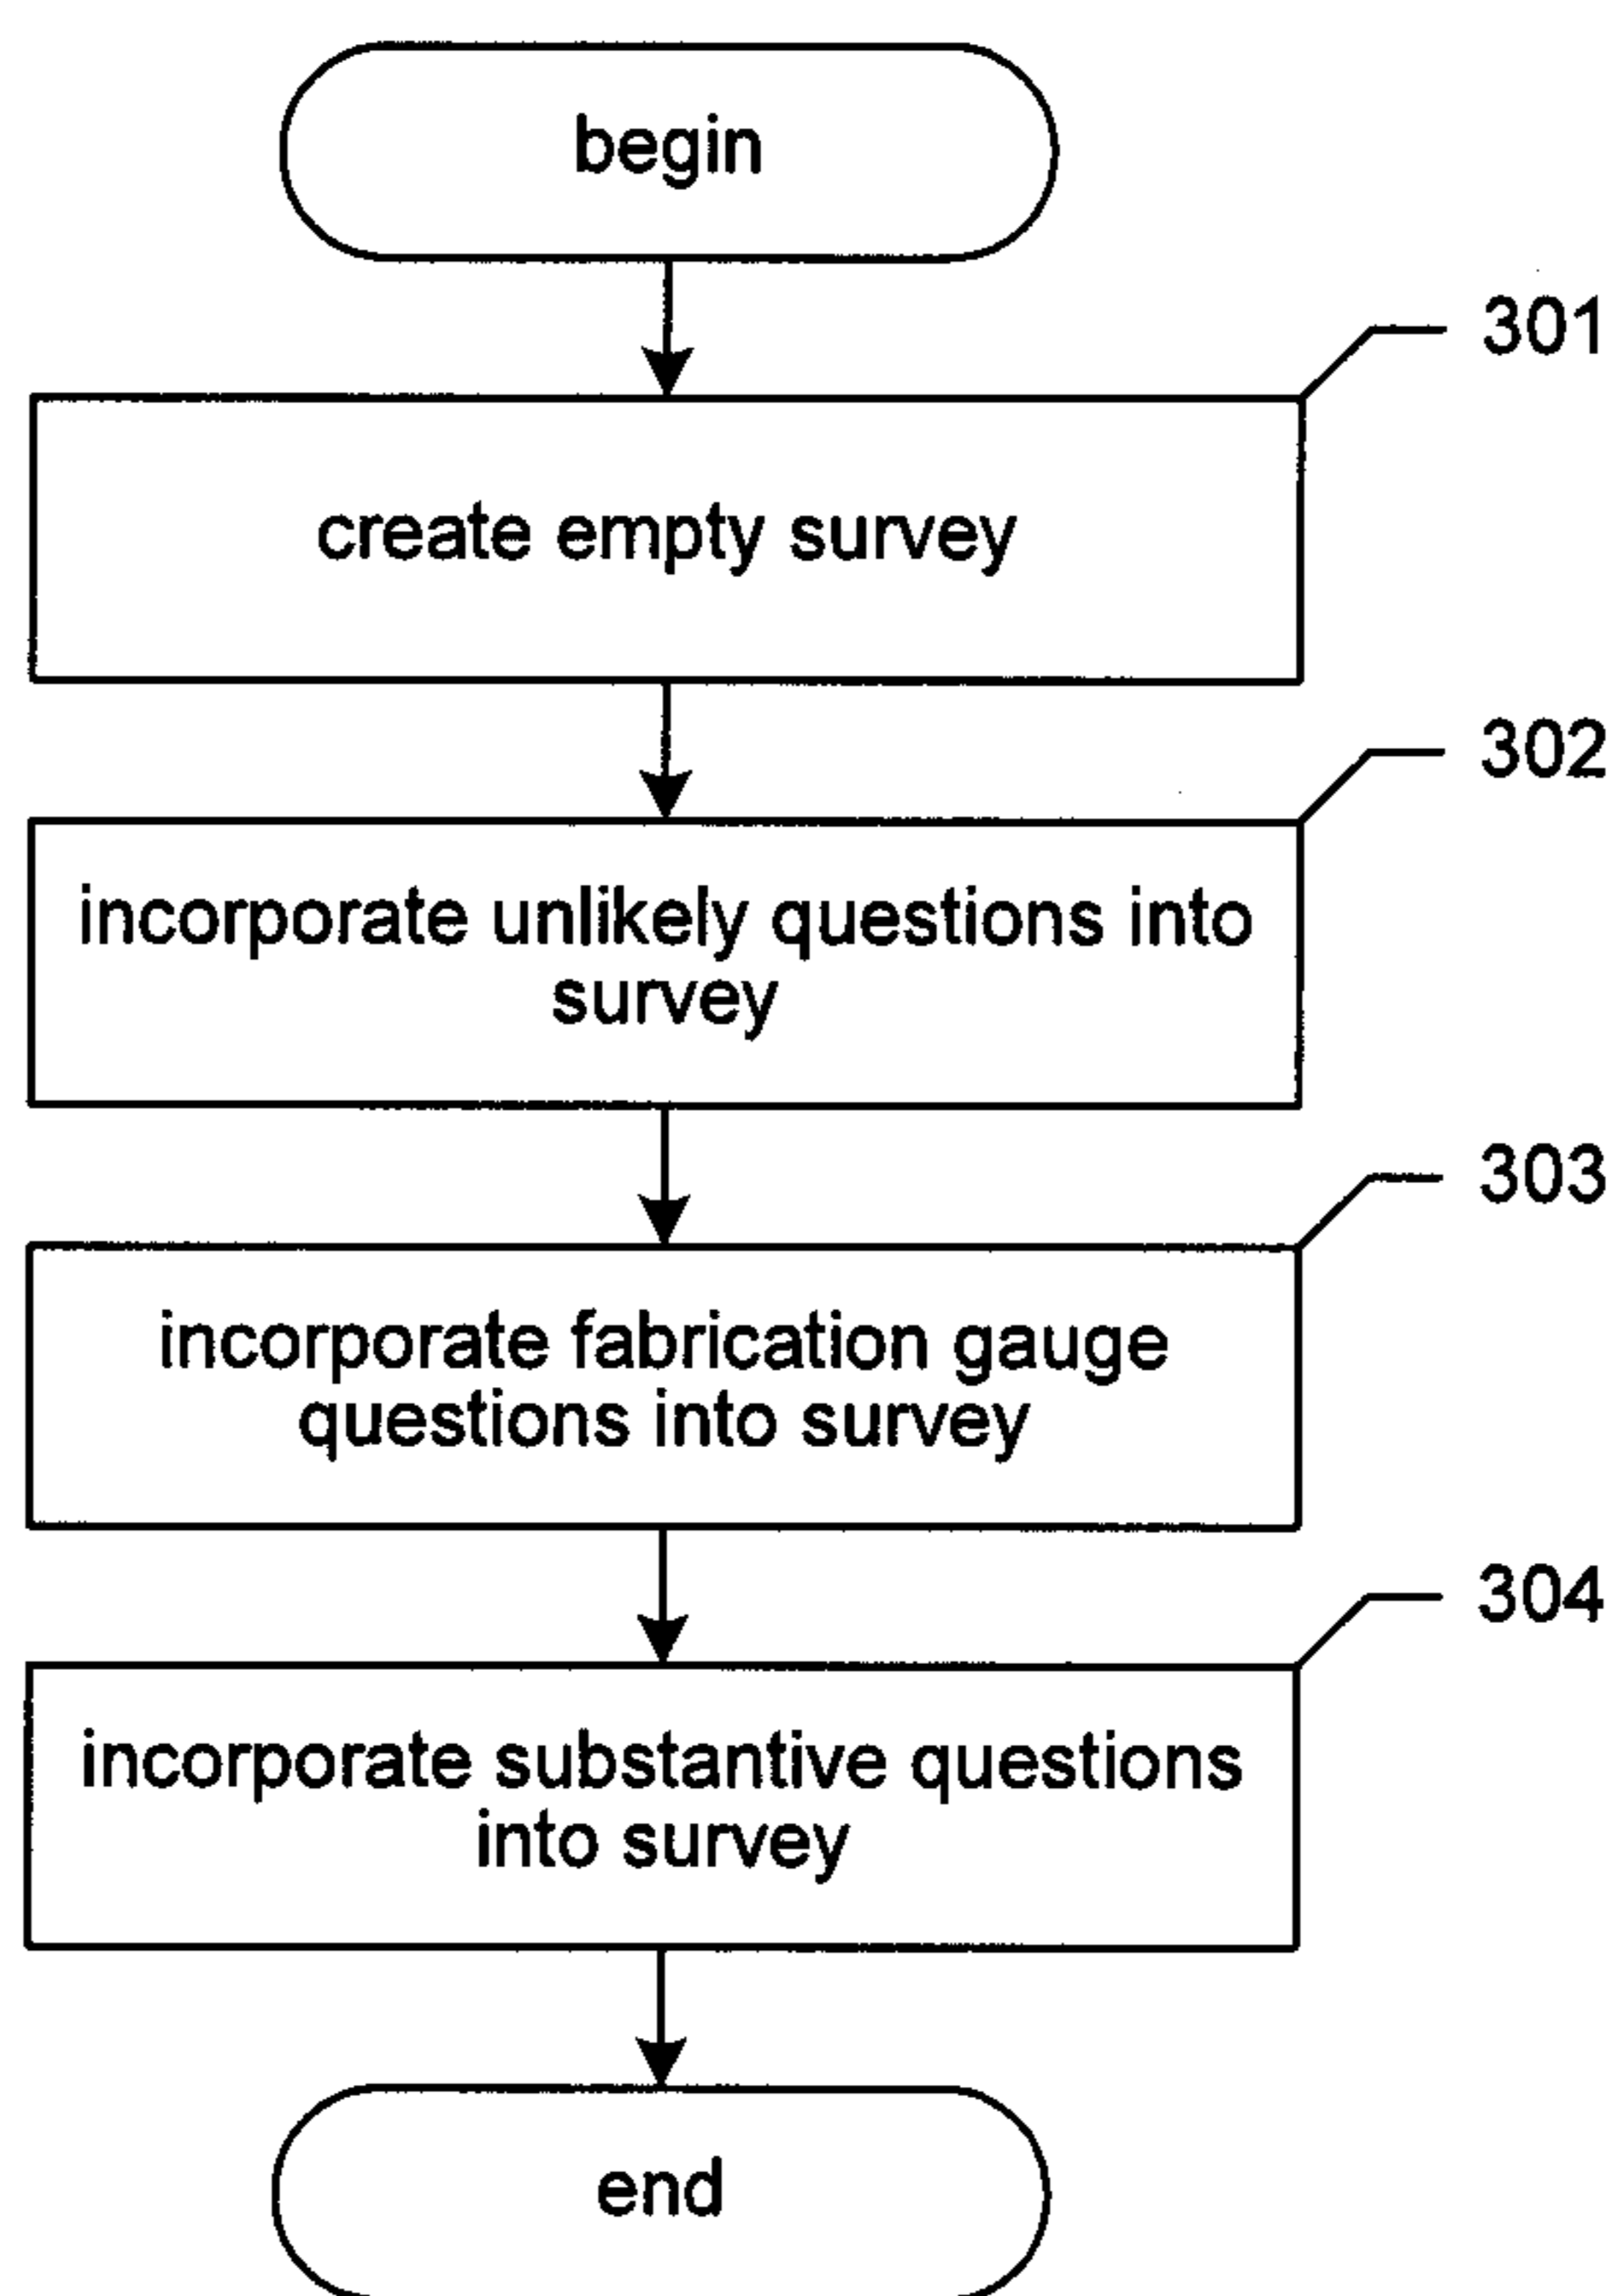 begin
301
create empty survey
302
incorporate unlikely questions into
survey
303
incorporate fabrication gauge
questions into survey
304
incorporate substantive questions
into survey
end